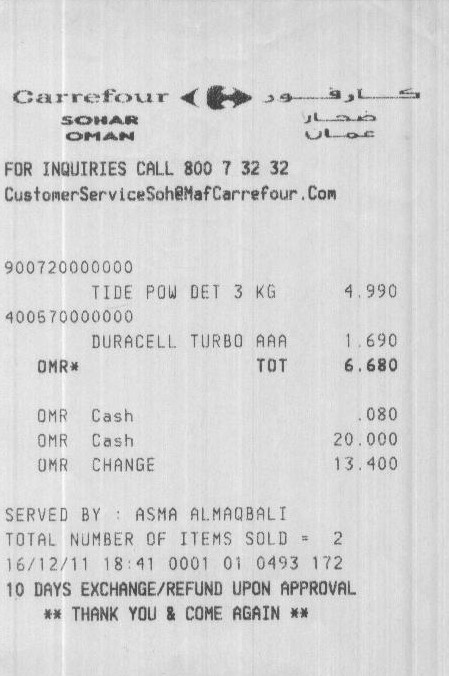 Carrefour كارفور
SOHAR صحار
OMAN عمان
FOR INQUIRIES CALL 800 7 32 32
CustomerServiceSoh@MafCarrefour.Com
900720000000
TIDE POW DET 3 KG 4.990
400670000000
DURACELL TURBO AAA 1.690
OMR* TOT 6.680
OMR Cash .080
OMR Cash 20.000
OMR CHANGE 13.400
SERVED BY : ASMA ALMAQBALI
TOTAL NUMBER OF ITEMS SOLD = 2
16/12/11 18:41 0001 01 0493 172
10 DAYS EXCHANGE/REFUND UPON APPROVAL
** THANK YOU & COME AGAIN **